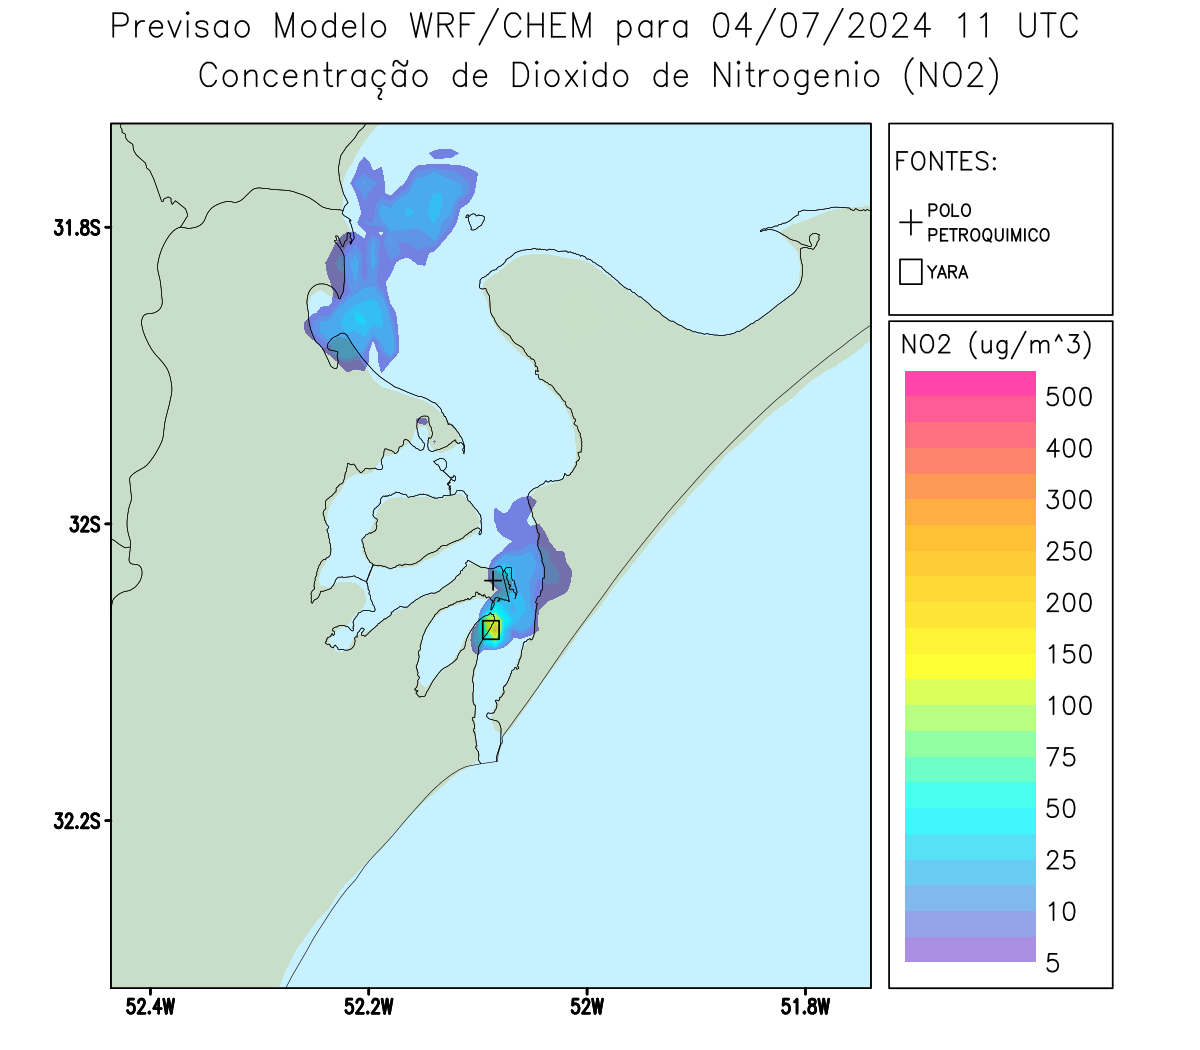 Previsao Modelo WRF/CHEM para 04/07/2024 11 UTC
Concentração de Dioxido de Nitrogenio (NO2)
FONTES:
POLO
PETROQUIMICO
YARA
NO2 (ug/m^3)
500
400
300
250
200
150
100
75
50
25
10
5
31.8S
32S
32.2S
52.4W
52.2W
52W
51.8W